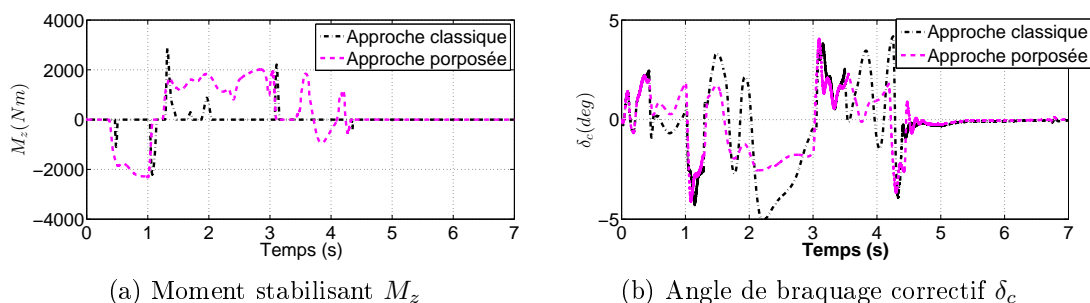 4000
2000
0
−2000
−4000
M_z(Nm)
Approche classique
Approche porposée
0 1 2 3 4 5 6 7
Temps (s)
(a) Moment stabilisant M_z
5
0
−5
δ_c(deg)
Approche classique
Approche porposée
0 1 2 3 4 5 6 7
Temps (s)
(b) Angle de braquage correctif δ_c